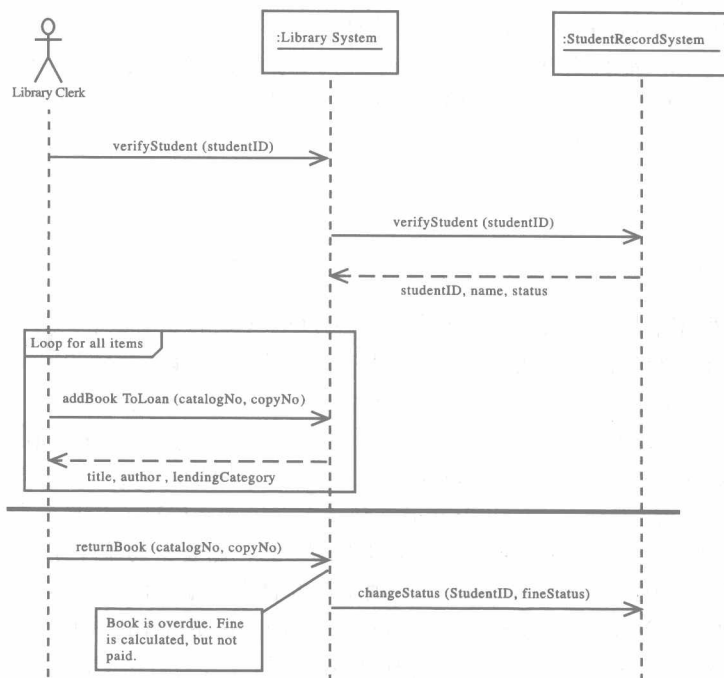 :Library System
:StudentRecordSystem
Library Clerk
verifyStudent (studentID)
verifyStudent (studentID)
studentID, name, status
Loop for all items
addBook ToLoan (catalogNo, copyNo)
title, author , lendingCategory
returnBook (catalogNo, copyNo)
changeStatus (StudentID, fineStatus)
Book is overdue. Fine
is calculated, but not
paid.